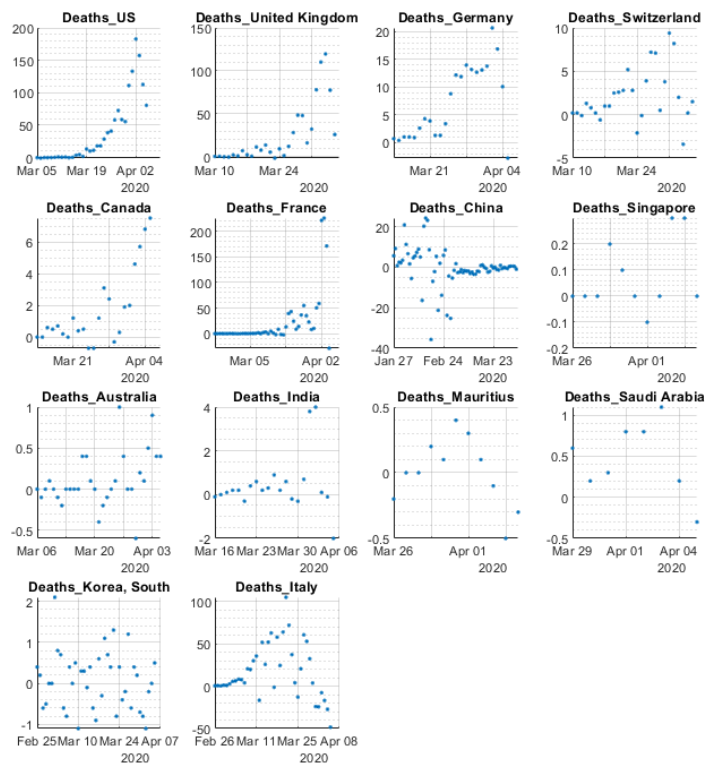 Deaths_US
200
150
100
50
0
Mar 05 Mar 19 Apr 02
2020
Deaths_United Kingdom
150
100
50
0
Mar 10 Mar 24
2020
Deaths_Germany
20
15
10
5
0
Mar 21 Apr 04
2020
Deaths_Switzerland
10
5
0
-5
Mar 10 Mar 24
2020
Deaths_Canada
6
4
2
0
Mar 21 Apr 04
2020
Deaths_France
200
150
100
50
0
Mar 05 Apr 02
2020
Deaths_China
20
0
-20
-40
Jan 27 Feb 24 Mar 23
2020
Deaths_Singapore
0.2
0
-0.2
Mar 26 Apr 01
2020
Deaths_Australia
1
0.5
0
-0.5
Mar 06 Mar 20 Apr 03
2020
Deaths_India
4
2
0
-2
Mar 16 Mar 23 Mar 30 Apr 06
2020
Deaths_Mauritius
0.5
0
-0.5
Mar 26 Apr 01
2020
Deaths_Saudi Arabia
1
0.5
0
-0.5
Mar 29 Apr 01 Apr 04
2020
Deaths_Korea, South
2
1
0
-1
Feb 25 Mar 10 Mar 24 Apr 07
2020
Deaths_Italy
100
50
0
-50
Feb 26 Mar 11 Mar 25 Apr 08
2020